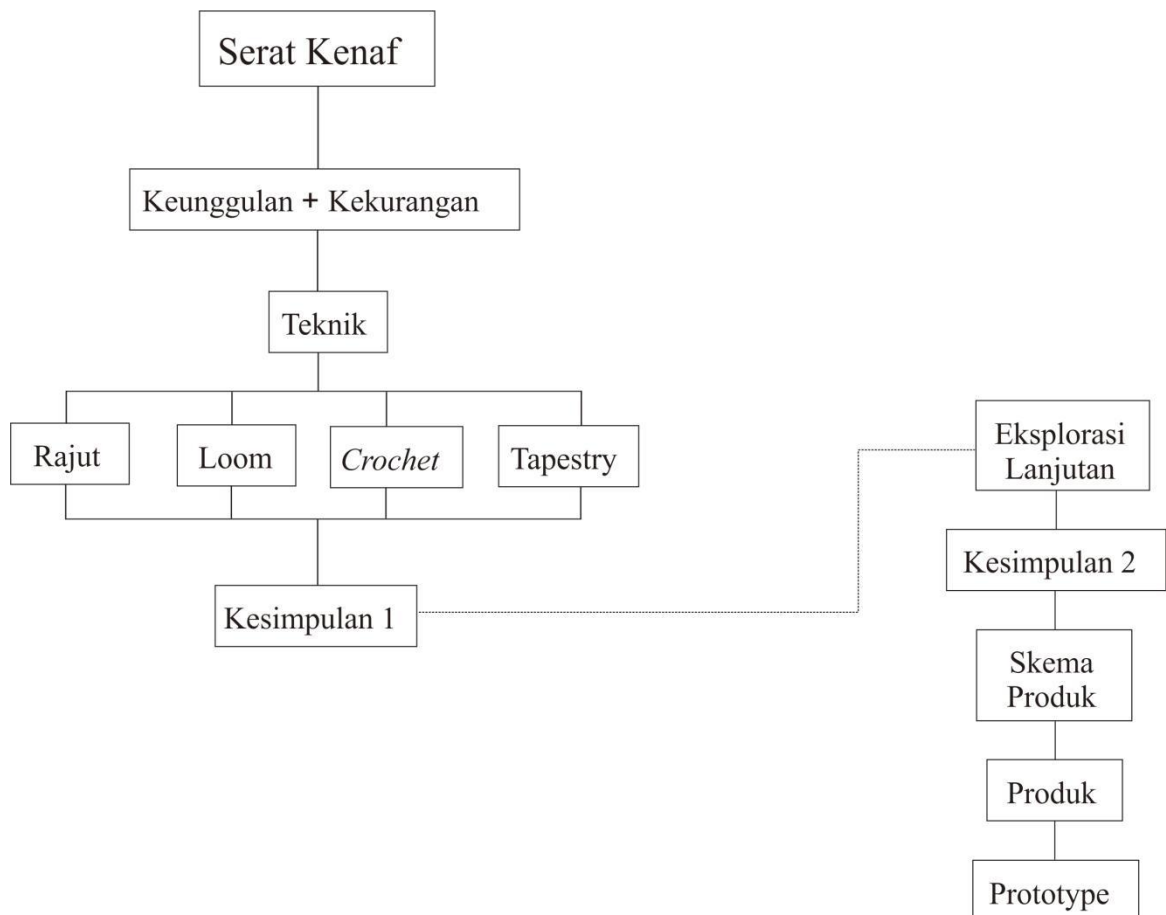 Serat Kenaf
Keunggulan + Kekurangan
Teknik
Rajut
Loom
Crochet
Tapestry
Kesimpulan 1
Eksplorasi
Lanjutan
Kesimpulan 2
Skema
Produk
Produk
Prototype